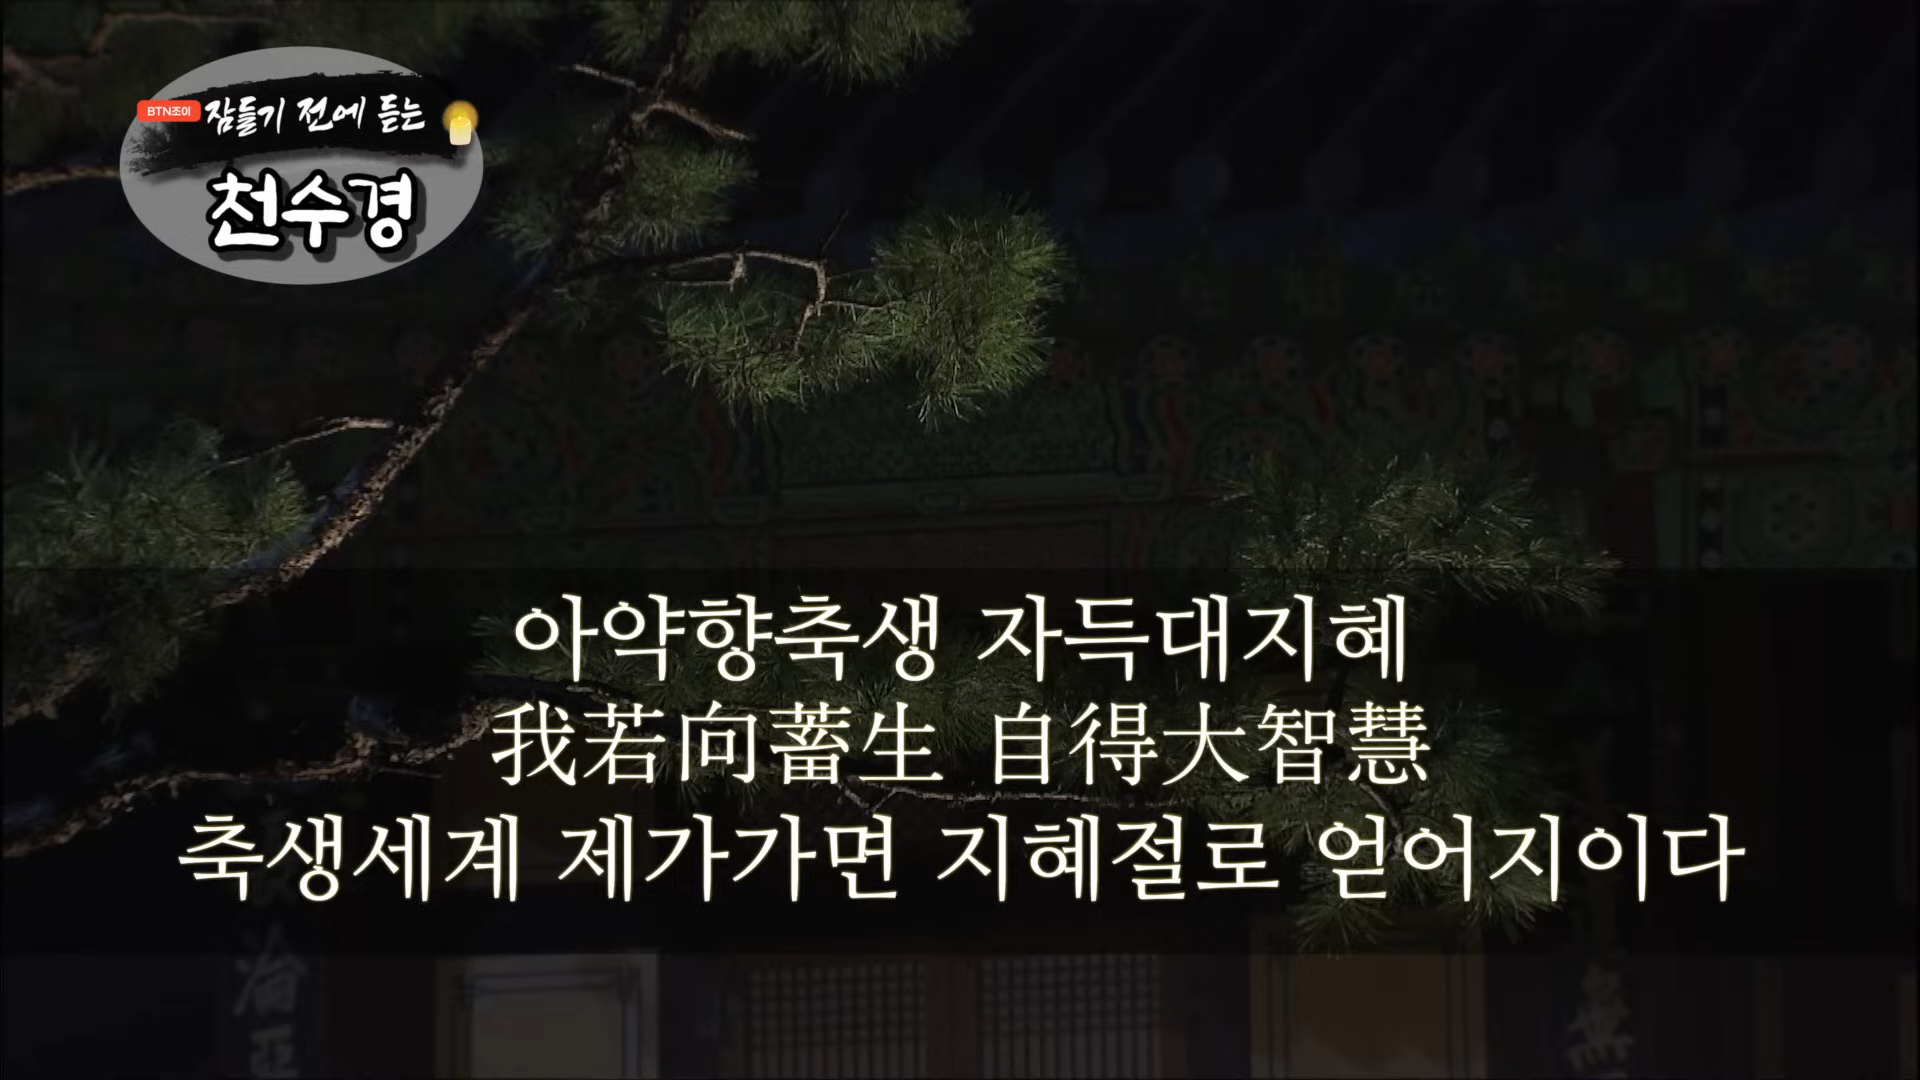 BTN조이
잠들기 전에 듣는
천수경
아약향축생 자득대지혜
我若向蓄生 自得大智慧
축생세계 제가가면 지혜절로 얻어지이다
無